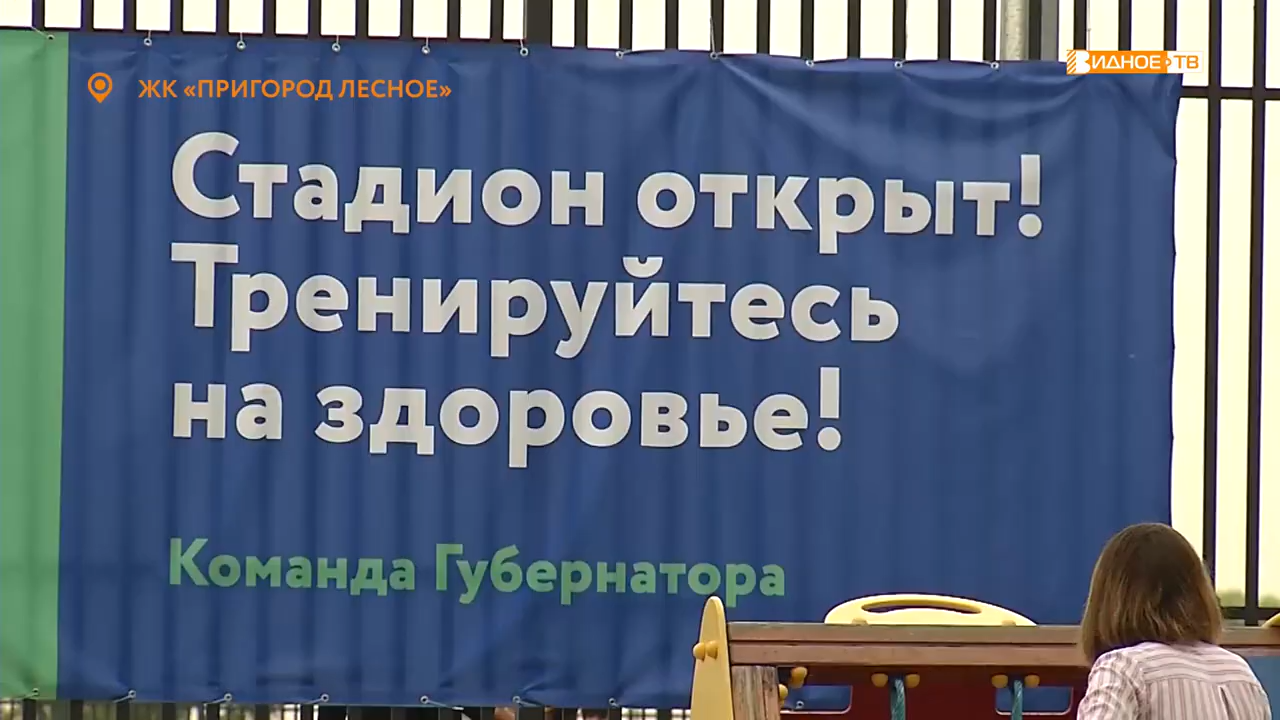 ЖК «ПРИГОРОД ЛЕСНОЕ»
ВИДНОЕ ТВ
Стадион открыт!
Тренируйтесь
на здоровье!
Команда Губернатора